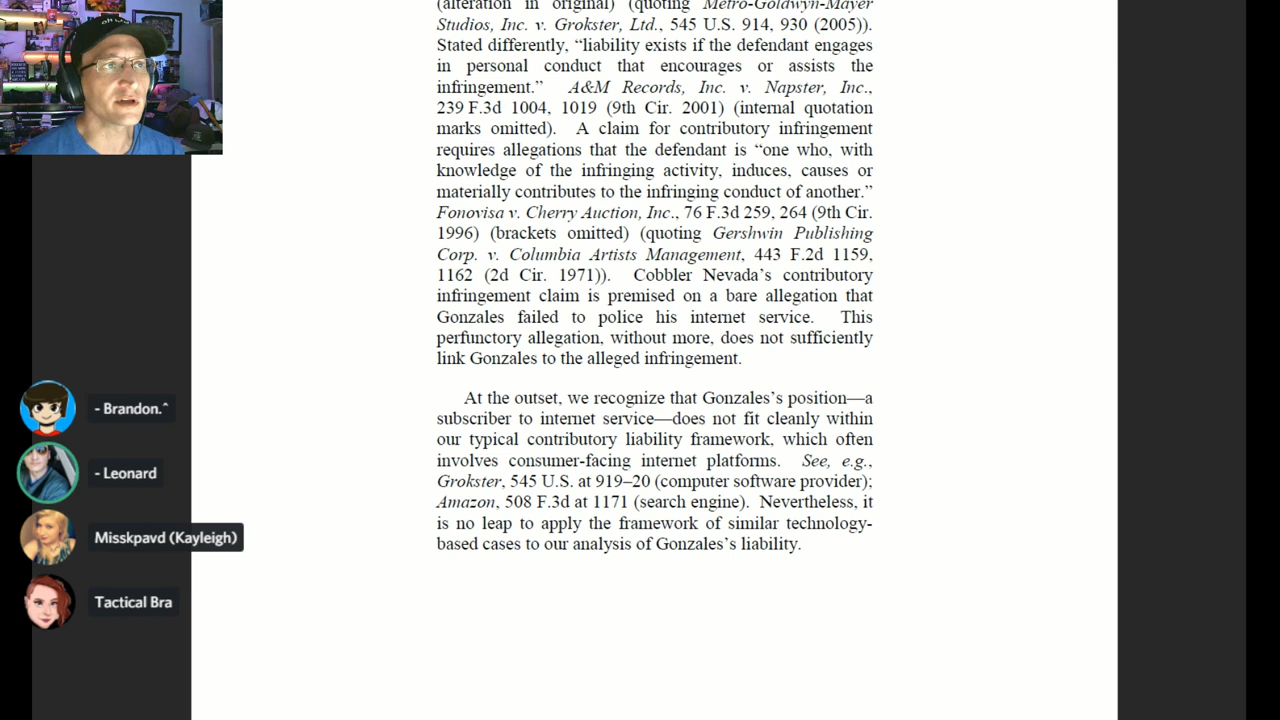 (alteration in original) (quoting Metro-Goldwyn-Mayer
Studios, Inc. v. Grokster, Ltd., 545 U.S. 914, 930 (2005)).
Stated differently, “liability exists if the defendant engages
in personal conduct that encourages or assists the
infringement.” A&M Records, Inc. v. Napster, Inc.,
239 F.3d 1004, 1019 (9th Cir. 2001) (internal quotation
marks omitted). A claim for contributory infringement
requires allegations that the defendant is “one who, with
knowledge of the infringing activity, induces, causes or
materially contributes to the infringing conduct of another.”
Fonovisa v. Cherry Auction, Inc., 76 F.3d 259, 264 (9th Cir.
1996) (brackets omitted) (quoting Gershwin Publishing
Corp. v. Columbia Artists Management, 443 F.2d 1159,
1162 (2d Cir. 1971)). Cobbler Nevada’s contributory
infringement claim is premised on a bare allegation that
Gonzales failed to police his internet service. This
perfunctory allegation, without more, does not sufficiently
link Gonzales to the alleged infringement.
At the outset, we recognize that Gonzales’s position—a
subscriber to internet service—does not fit cleanly within
our typical contributory liability framework, which often
involves consumer-facing internet platforms. See, e.g.,
Grokster, 545 U.S. at 919–20 (computer software provider);
Amazon, 508 F.3d at 1171 (search engine). Nevertheless, it
is no leap to apply the framework of similar technology-
based cases to our analysis of Gonzales’s liability.
- Brandon.^
- Leonard
Misskpavd (Kayleigh)
Tactical Bra